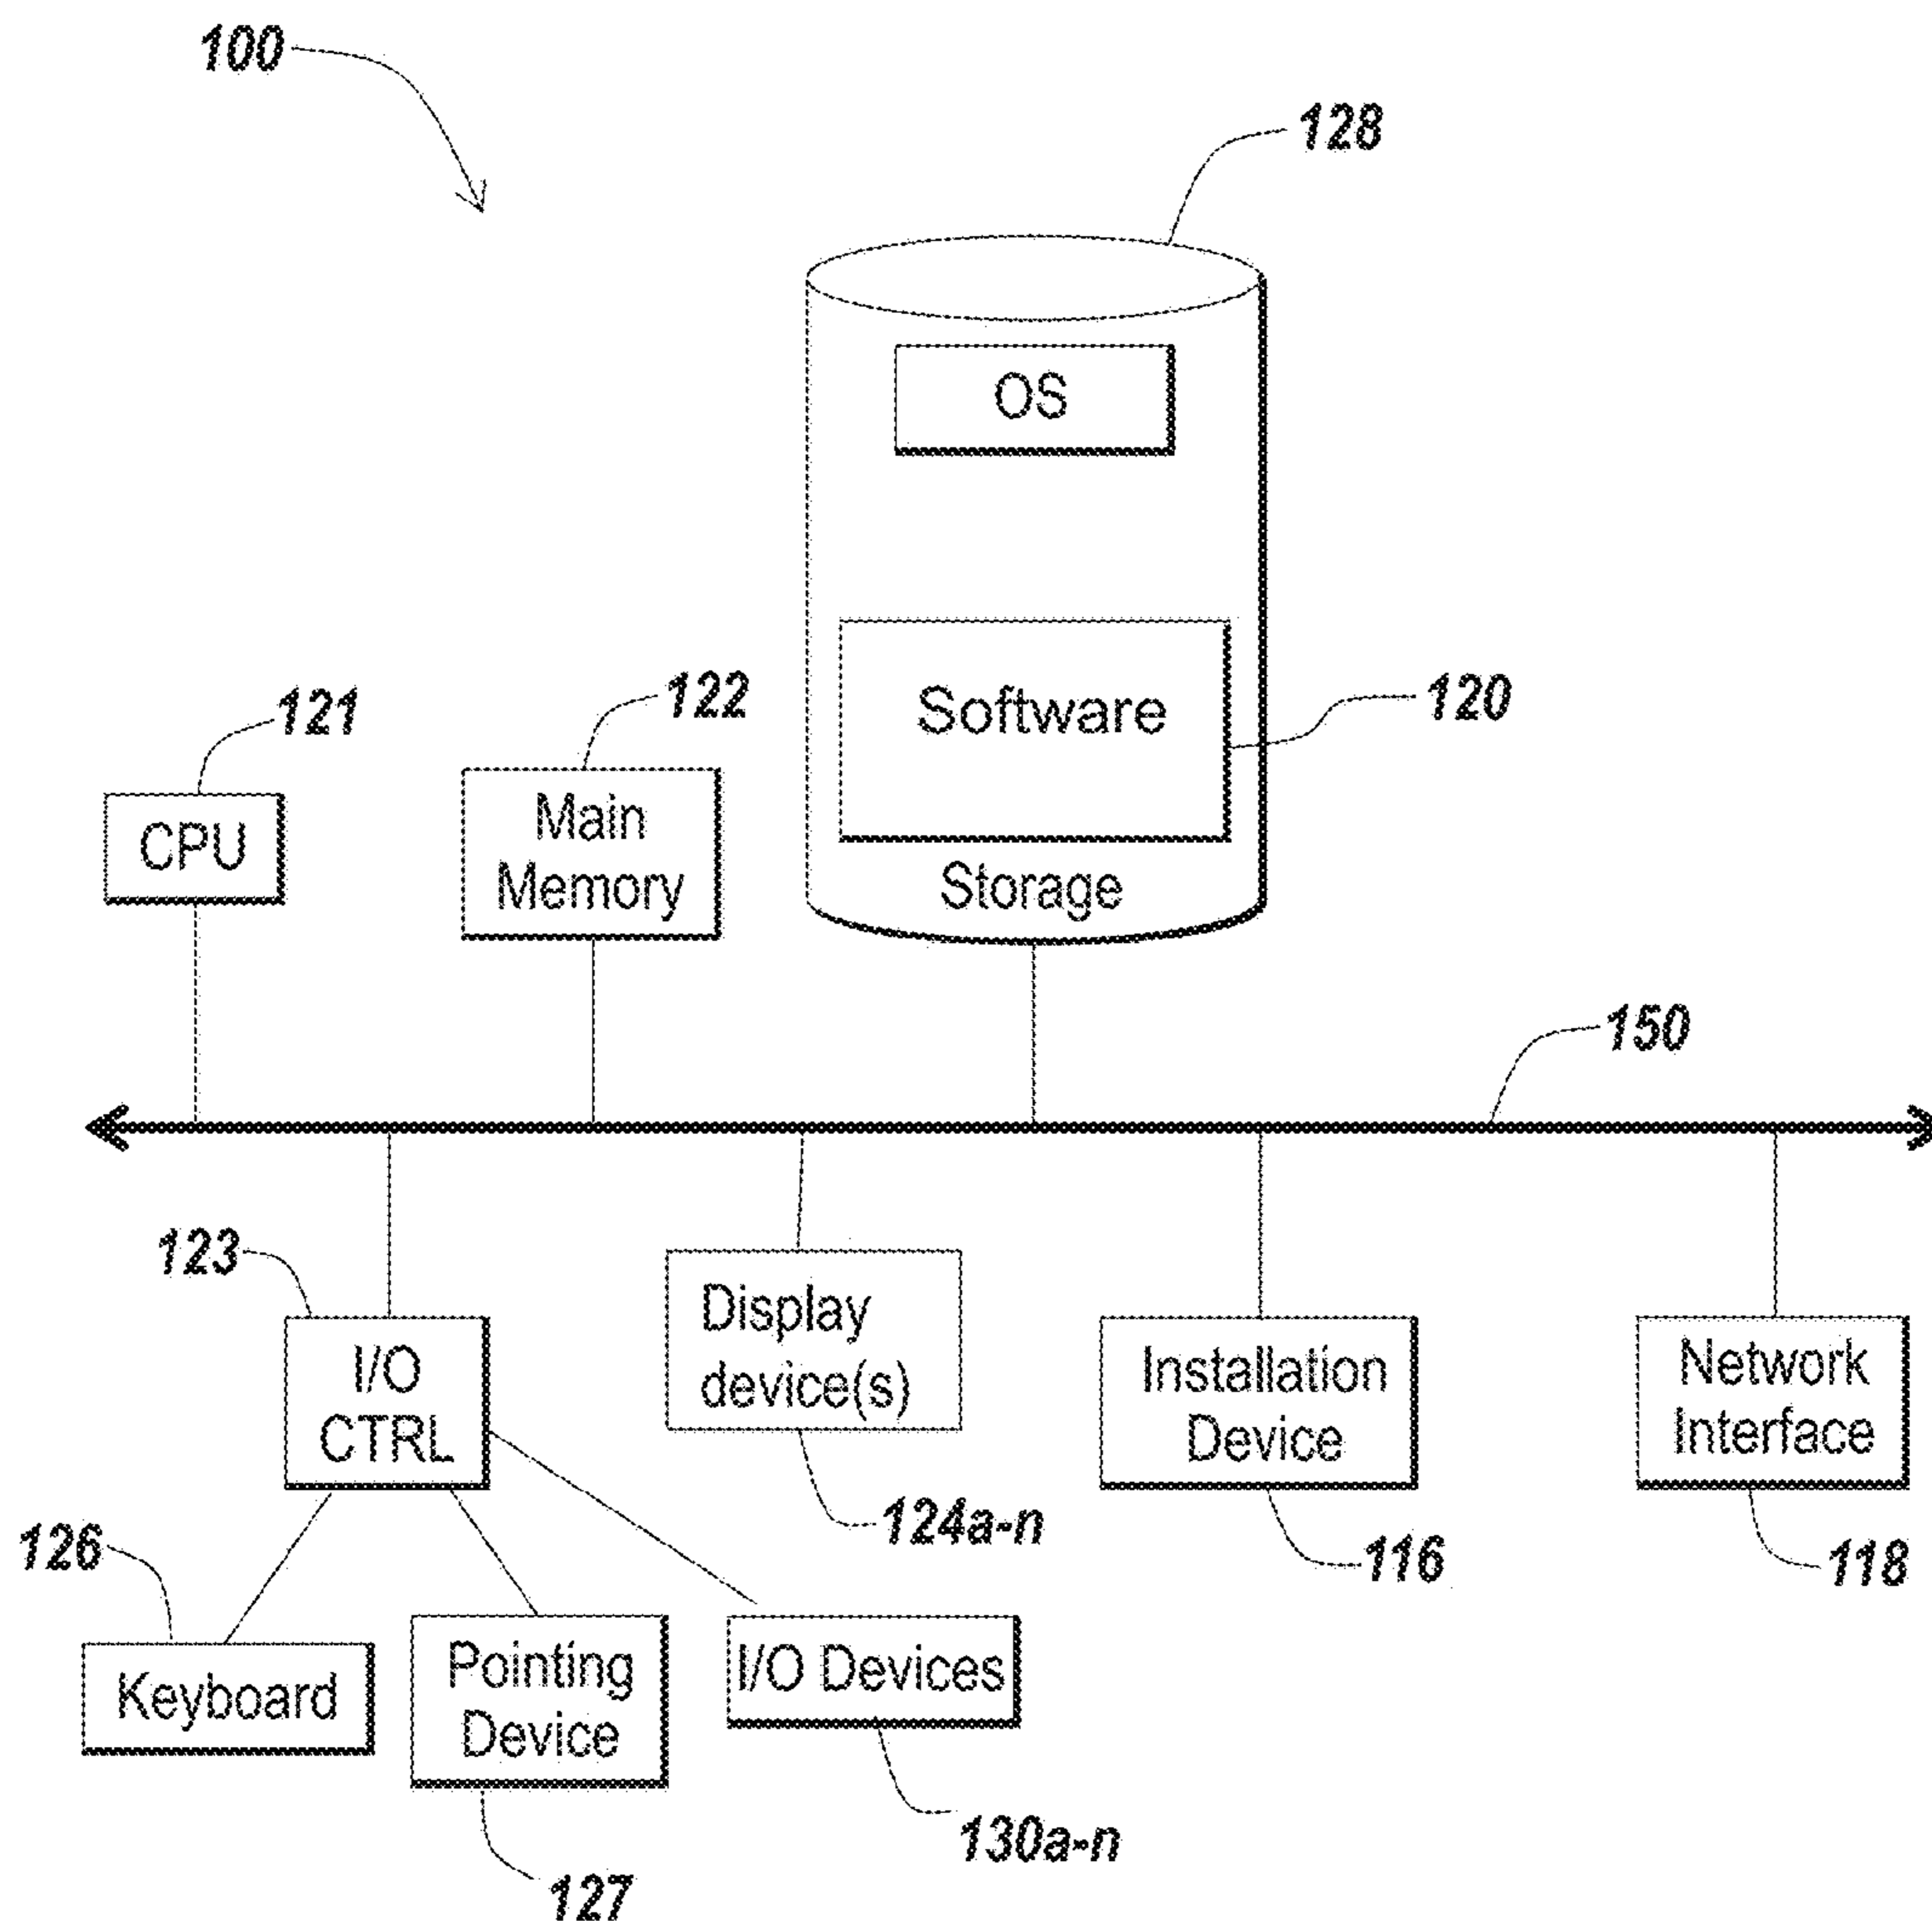 100
128
OS
Software
120
121
122
CPU
Main
Memory
Storage
150
123
I/O
CTRL
Display
device(s)
Installation
Device
Network
Interface
124a-n
116
118
126
Keyboard
Pointing
Device
I/O Devices
130a-n
127